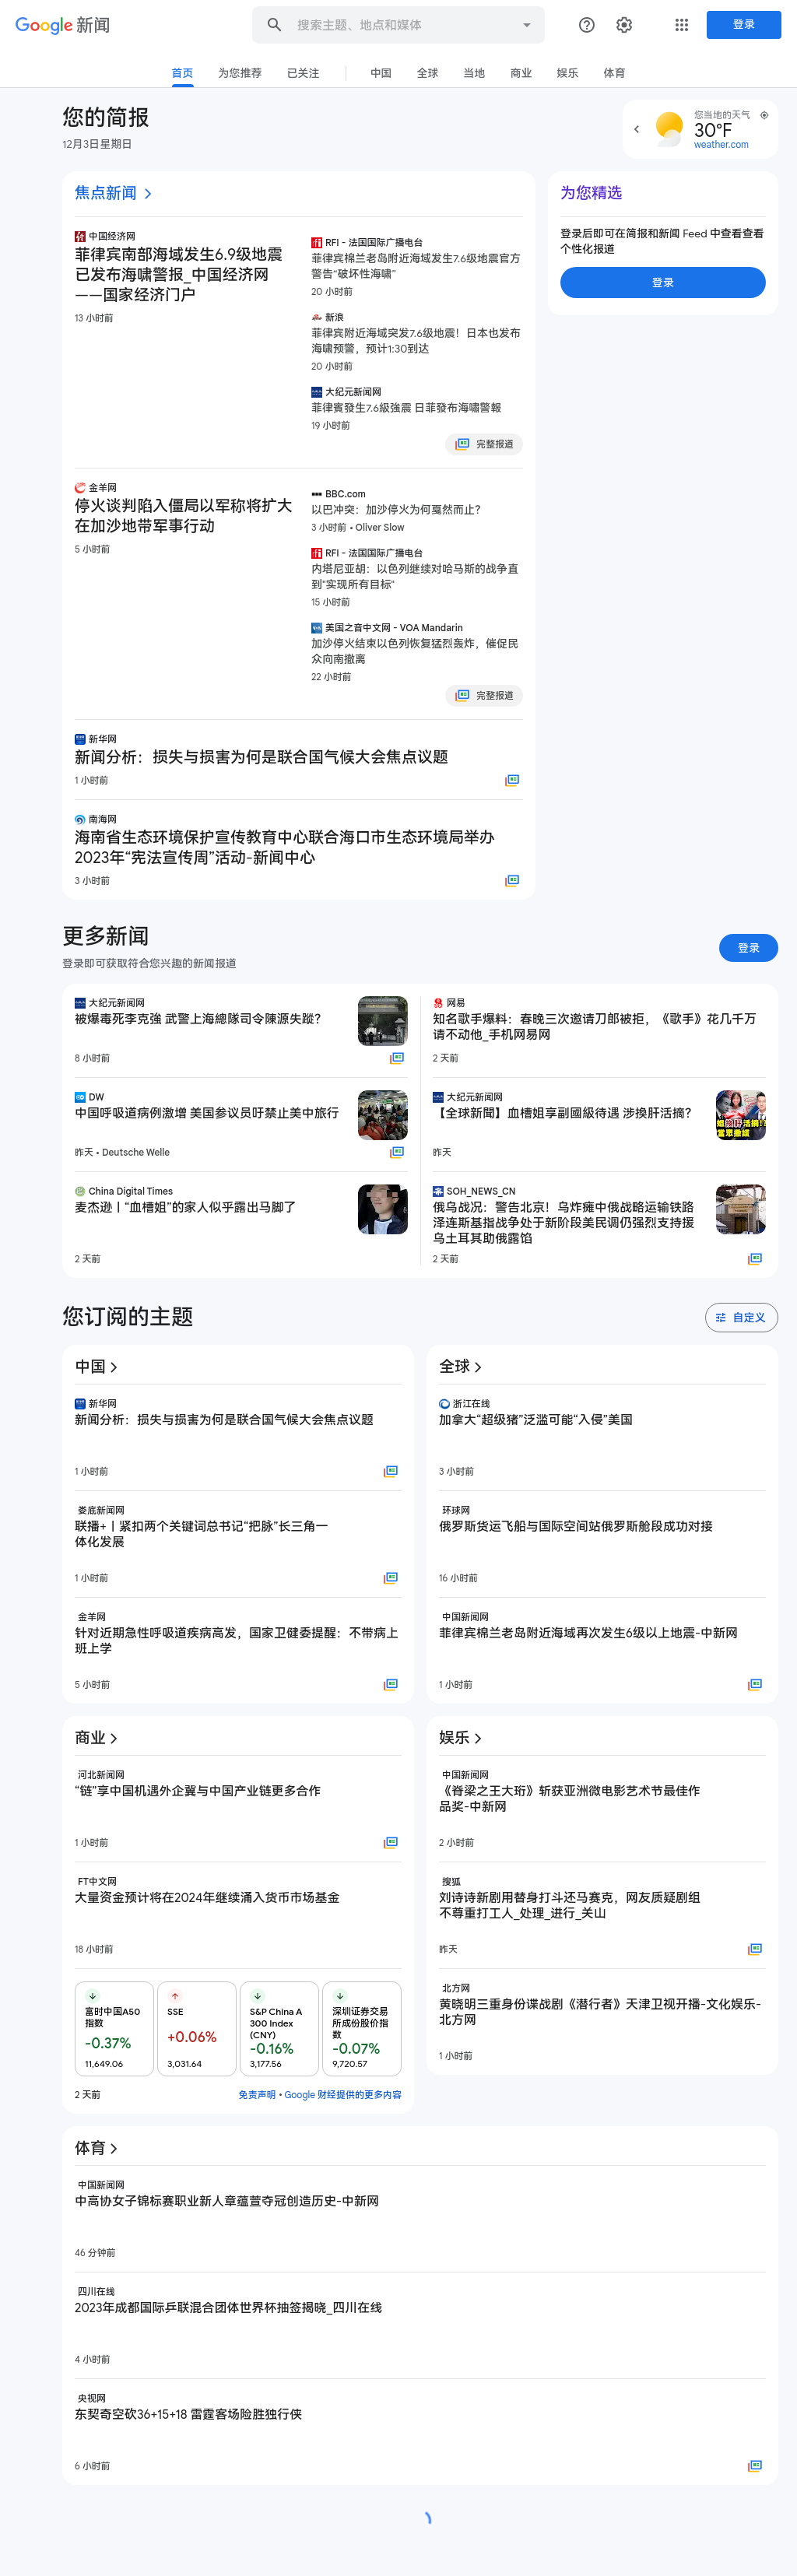 Google 新闻
搜索主题、地点和媒体
登录
首页
为您推荐
已关注
中国
全球
当地
商业
娱乐
体育
您的简报
12月3日星期日
您当地的天气
30°F
weather.com
焦点新闻
中国经济网
菲律宾南部海域发生6.9级地震
已发布海啸警报_中国经济网
——国家经济门户
13 小时前
RFI - 法国国际广播电台
菲律宾棉兰老岛附近海域发生7.6级地震官方
警告“破坏性海啸”
20 小时前
新浪
菲律宾附近海域突发7.6级地震！日本也发布
海啸预警，预计1:30到达
20 小时前
大纪元新闻网
菲律賓發生7.6級強震 日菲發布海嘯警報
19 小时前
完整报道
金羊网
停火谈判陷入僵局以军称将扩大
在加沙地带军事行动
5 小时前
BBC.com
以巴冲突：加沙停火为何戛然而止？
3 小时前 • Oliver Slow
RFI - 法国国际广播电台
内塔尼亚胡：以色列继续对哈马斯的战争直
到"实现所有目标"
15 小时前
美国之音中文网 - VOA Mandarin
加沙停火结束以色列恢复猛烈轰炸，催促民
众向南撤离
22 小时前
完整报道
新华网
新闻分析：损失与损害为何是联合国气候大会焦点议题
1 小时前
南海网
海南省生态环境保护宣传教育中心联合海口市生态环境局举办
2023年“宪法宣传周”活动-新闻中心
3 小时前
为您精选
登录后即可在简报和新闻 Feed 中查看查看
个性化报道
登录
更多新闻
登录即可获取符合您兴趣的新闻报道
登录
大纪元新闻网
被爆毒死李克強 武警上海總隊司令陳源失蹤？
8 小时前
DW
中国呼吸道病例激增 美国参议员吁禁止美中旅行
昨天 • Deutsche Welle
China Digital Times
麦杰逊丨“血槽姐”的家人似乎露出马脚了
2 天前
网易
知名歌手爆料：春晚三次邀请刀郎被拒，《歌手》花几千万
请不动他_手机网易网
2 天前
大纪元新闻网
【全球新聞】血槽姐享副國級待遇 涉換肝活摘？
昨天
SOH_NEWS_CN
俄乌战况：警告北京！乌炸瘫中俄战略运输铁路
泽连斯基指战争处于新阶段美民调仍强烈支持援
乌土耳其助俄露馅
2 天前
您订阅的主题
自定义
中国
新华网
新闻分析：损失与损害为何是联合国气候大会焦点议题
1 小时前
娄底新闻网
联播+丨紧扣两个关键词总书记“把脉”长三角一
体化发展
1 小时前
金羊网
针对近期急性呼吸道疾病高发，国家卫健委提醒：不带病上
班上学
5 小时前
全球
浙江在线
加拿大“超级猪”泛滥可能“入侵”美国
3 小时前
环球网
俄罗斯货运飞船与国际空间站俄罗斯舱段成功对接
16 小时前
中国新闻网
菲律宾棉兰老岛附近海域再次发生6级以上地震-中新网
1 小时前
商业
河北新闻网
“链”享中国机遇外企冀与中国产业链更多合作
1 小时前
FT中文网
大量资金预计将在2024年继续涌入货币市场基金
18 小时前
富时中国A50
指数
-0.37%
11,649.06
SSE
+0.06%
3,031.64
S&P China A
300 Index
(CNY)
-0.16%
3,177.56
深圳证券交易
所成份股价指
数
-0.07%
9,720.57
2 天前
免责声明 • Google 财经提供的更多内容
娱乐
中国新闻网
《脊梁之王大珩》斩获亚洲微电影艺术节最佳作
品奖-中新网
2 小时前
搜狐
刘诗诗新剧用替身打斗还马赛克，网友质疑剧组
不尊重打工人_处理_进行_关山
昨天
北方网
黄晓明三重身份谍战剧《潜行者》天津卫视开播-文化娱乐-
北方网
1 小时前
体育
中国新闻网
中高协女子锦标赛职业新人章蕴萱夺冠创造历史-中新网
46 分钟前
四川在线
2023年成都国际乒联混合团体世界杯抽签揭晓_四川在线
4 小时前
央视网
东契奇空砍36+15+18 雷霆客场险胜独行侠
6 小时前